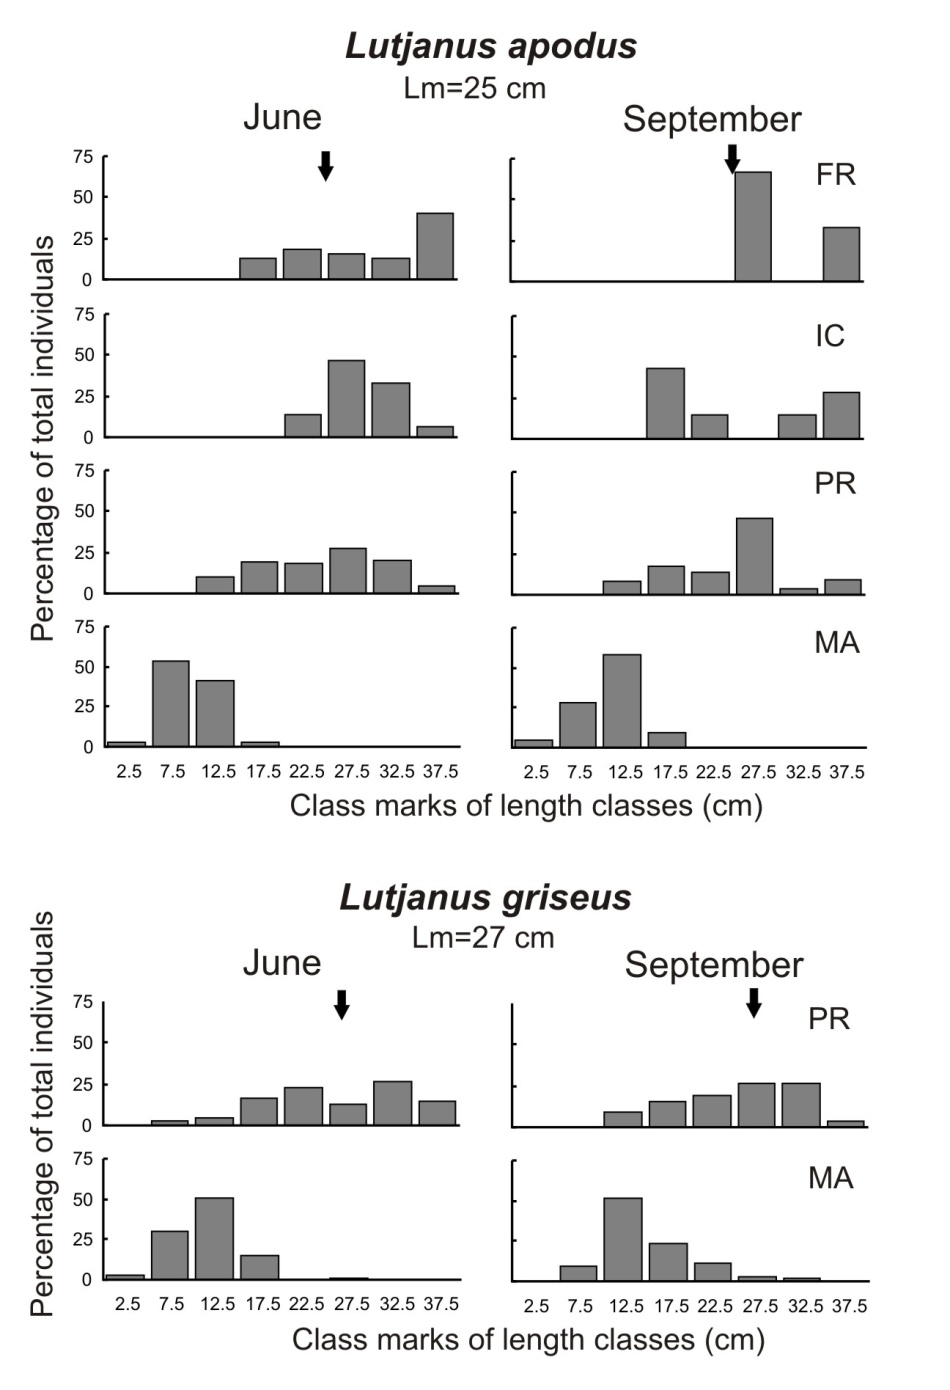 Lutjanus apodus
Lm=25 cm
June
September
Percentage of total individuals
75
50
25
0
FR
75
50
25
0
IC
75
50
25
0
PR
75
50
25
0
MA
2.5 7.5 12.5 17.5 22.5 27.5 32.5 37.5
2.5 7.5 12.5 17.5 22.5 27.5 32.5 37.5
Class marks of length classes (cm)
Lutjanus griseus
Lm=27 cm
June
September
Percentage of total individuals
75
50
25
0
PR
75
50
25
0
MA
2.5 7.5 12.5 17.5 22.5 27.5 32.5 37.5
2.5 7.5 12.5 17.5 22.5 27.5 32.5 37.5
Class marks of length classes (cm)